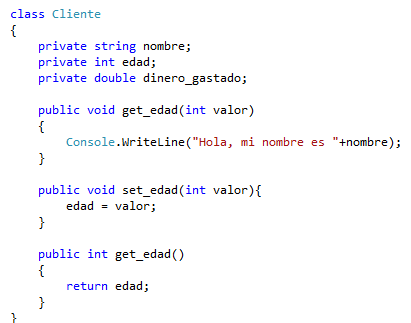 class Cliente
{
    private string nombre;
    private int edad;
    private double dinero_gastado;

    public void get_edad(int valor)
    {
        Console.WriteLine("Hola, mi nombre es "+nombre);
    }

    public void set_edad(int valor){
        edad = valor;
    }

    public int get_edad()
    {
        return edad;
    }
}